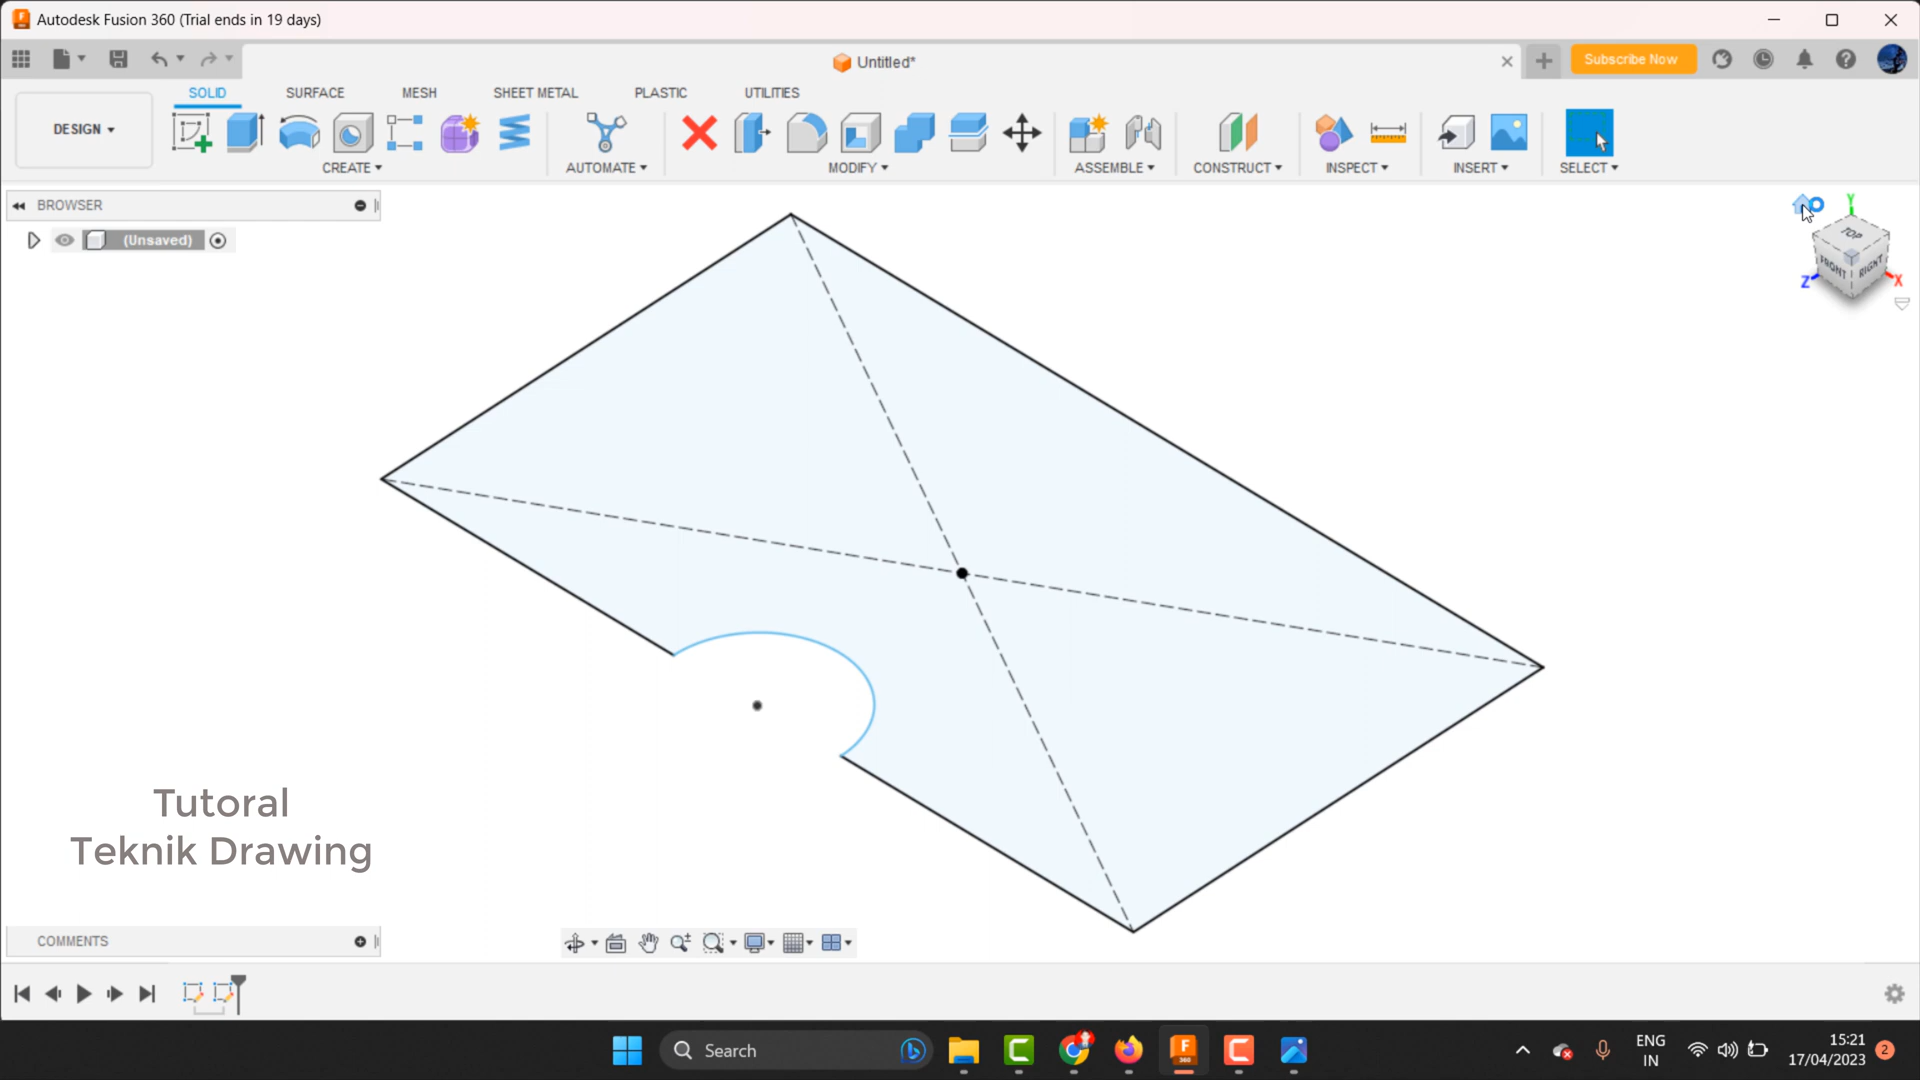 Autodesk Fusion 360 (Trial ends in 19 days)
Untitled*
Subscribe Now
SOLID SURFACE MESH SHEET METAL PLASTIC UTILITIES
DESIGN
CREATE AUTOMATE MODIFY ASSEMBLE CONSTRUCT INSPECT INSERT SELECT
BROWSER
(Unsaved)
Y
TOP
FRONT
RIGHT
Z
X
Tutoral
Teknik Drawing
COMMENTS
Search
F
360
ENG
IN
15:21
17/04/2023
2